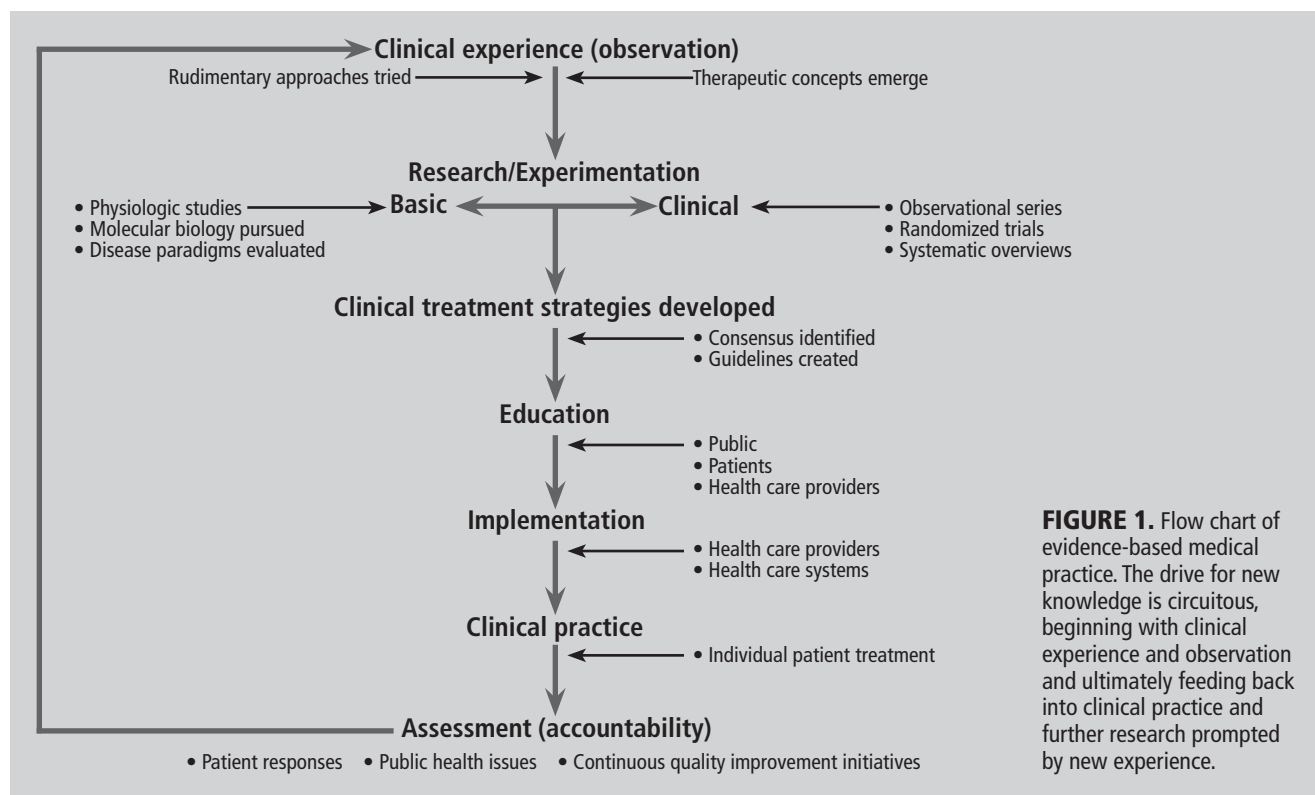 Clinical experience (observation)
Rudimentary approaches tried
Therapeutic concepts emerge
Research/Experimentation
Basic
Clinical
• Physiologic studies
• Molecular biology pursued
• Disease paradigms evaluated
• Observational series
• Randomized trials
• Systematic overviews
Clinical treatment strategies developed
• Consensus identified
• Guidelines created
Education
• Public
• Patients
• Health care providers
Implementation
• Health care providers
• Health care systems
Clinical practice
• Individual patient treatment
Assessment (accountability)
• Patient responses • Public health issues • Continuous quality improvement initiatives
FIGURE 1. Flow chart of
evidence-based medical
practice. The drive for new
knowledge is circuitous,
beginning with clinical
experience and observation
and ultimately feeding back
into clinical practice and
further research prompted
by new experience.